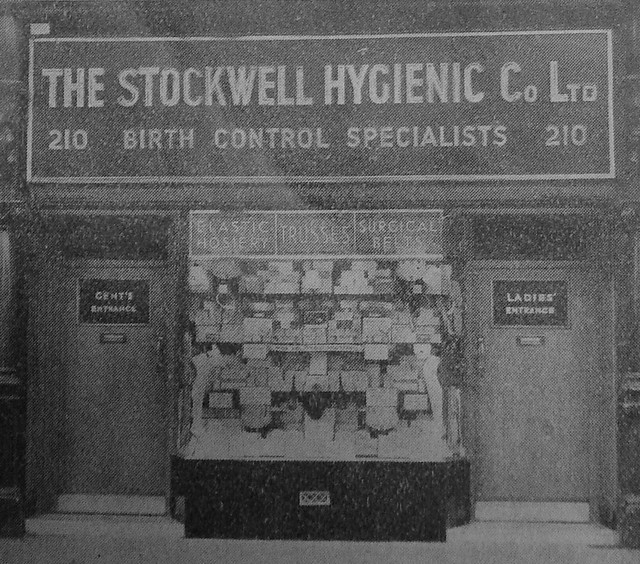 THE STOCKWELL HYGIENIC Co LTD
210 BIRTH CONTROL SPECIALISTS 210
ELASTIC HOSIERY TRUSSES SURGICAL BELTS
GENT'S
ENTRANCE
LADIES'
ENTRANCE